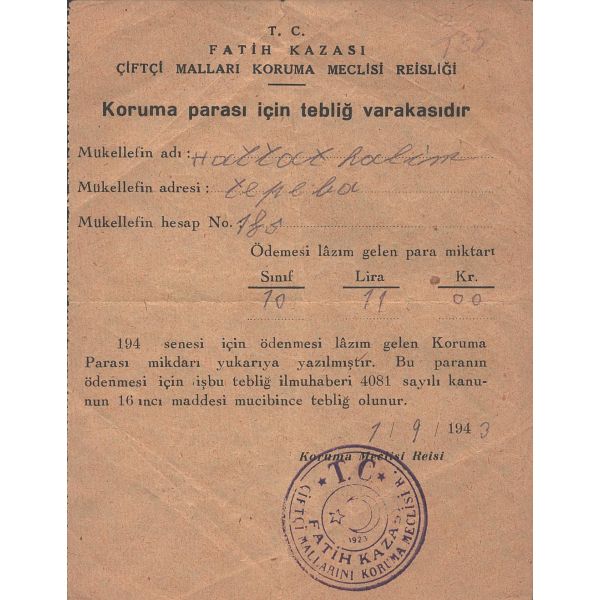 T. C.
FATİH KAZASI
ÇİFTÇİ MALLARI KORUMA MECLİSİ REİSLİĞİ
Koruma parası için tebliğ varakasıdır
Mükellefin adı : Hattat halim
Mükellefin adresi : tepeba
Mükellefin hesap No. 185
Ödemesi lâzım gelen para miktarı
Sınıf Lira Kr.
10 11 00
194 senesi için ödenmesi lâzım gelen Koruma
Parası mikdarı yukarıya yazılmıştır. Bu paranın
ödenmesi için işbu tebliğ ilmuhaberi 4081 sayılı kanu-
nun 16 ıncı maddesi mucibince tebliğ olunur.
1 / 9 / 1943
Koruma Meclisi Reisi
T.C.
1923
FATİH KAZASI
ÇİFTÇİ MALLARINI KORUMA MECLİSİ